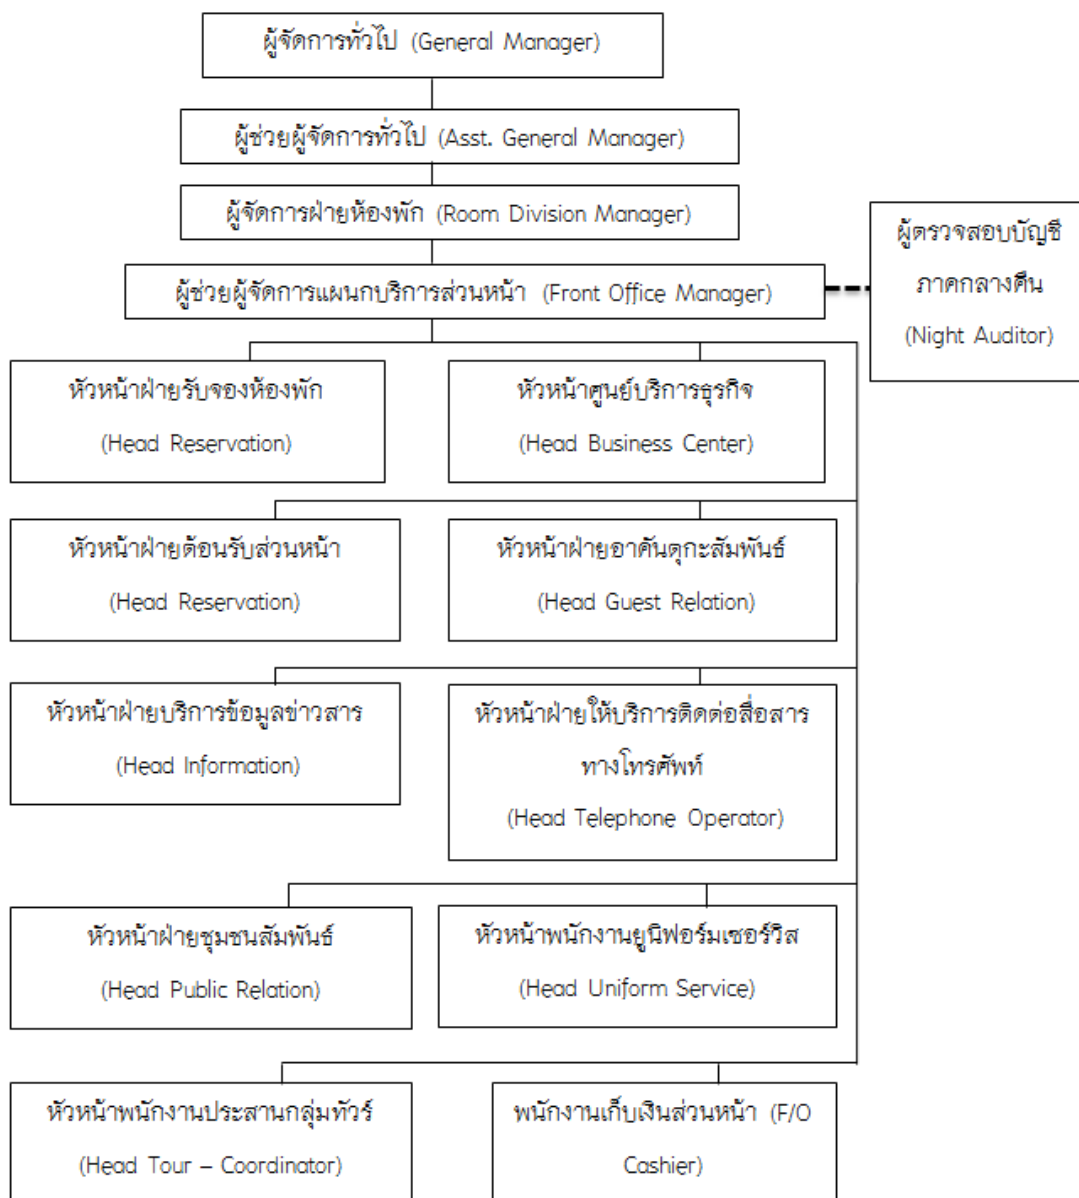 ผู้จัดการทั่วไป (General Manager)
ผู้ช่วยผู้จัดการทั่วไป (Asst. General Manager)
ผู้จัดการฝ่ายห้องพัก (Room Division Manager)
ผู้ช่วยผู้จัดการแผนกบริการส่วนหน้า (Front Office Manager)
ผู้ตรวจสอบบัญชี
ภาคกลางคืน
(Night Auditor)
หัวหน้าฝ่ายรับจองห้องพัก
(Head Reservation)
หัวหน้าศูนย์บริการธุรกิจ
(Head Business Center)
หัวหน้าฝ่ายต้อนรับส่วนหน้า
(Head Reservation)
หัวหน้าฝ่ายอาคันตุกะสัมพันธ์
(Head Guest Relation)
หัวหน้าฝ่ายบริการข้อมูลข่าวสาร
(Head Information)
หัวหน้าฝ่ายให้บริการติดต่อสื่อสาร
ทางโทรศัพท์
(Head Telephone Operator)
หัวหน้าฝ่ายชุมชนสัมพันธ์
(Head Public Relation)
หัวหน้าพนักงานยูนิฟอร์มเซอร์วิส
(Head Uniform Service)
หัวหน้าพนักงานประสานกลุ่มทัวร์
(Head Tour – Coordinator)
พนักงานเก็บเงินส่วนหน้า (F/O
Cashier)